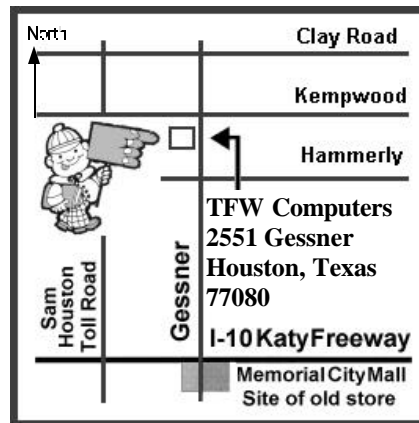 North
Clay Road
Kempwood
Hammerly
TFW Computers
2551 Gessner
Houston, Texas
77080
Sam
Houston
Toll Road
Gessner
I-10 Katy Freeway
Memorial City Mall
Site of old store